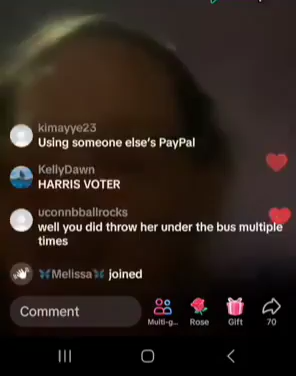 kimayye23
Using someone else's PayPal
KellyDawn
HARRIS VOTER
uconnbballrocks
well you did throw her under the bus multiple
times
🦋Melissa🦋 joined
Comment
Multi-g...
Rose
Gift
70